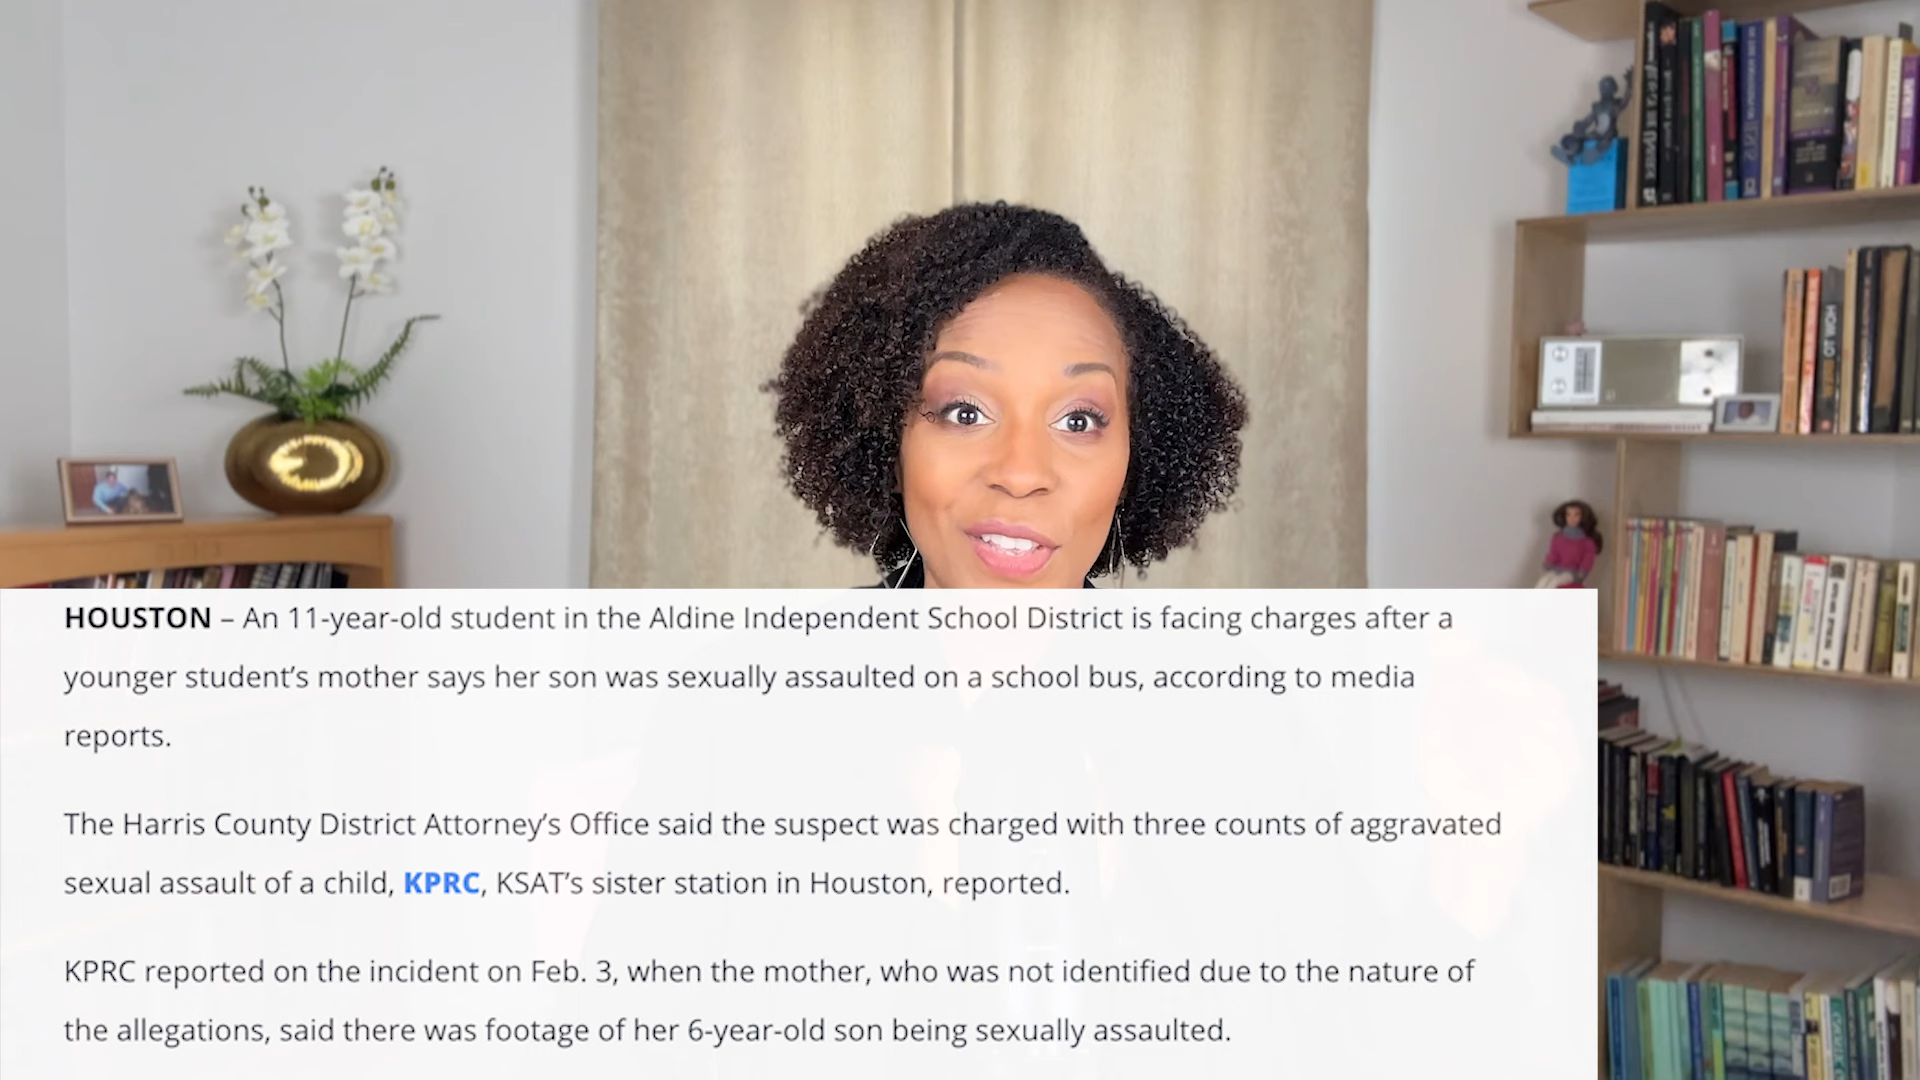 HOUSTON – An 11-year-old student in the Aldine Independent School District is facing charges after a
younger student’s mother says her son was sexually assaulted on a school bus, according to media
reports.
The Harris County District Attorney’s Office said the suspect was charged with three counts of aggravated
sexual assault of a child, KPRC, KSAT’s sister station in Houston, reported.
KPRC reported on the incident on Feb. 3, when the mother, who was not identified due to the nature of
the allegations, said there was footage of her 6-year-old son being sexually assaulted.
HOW TO